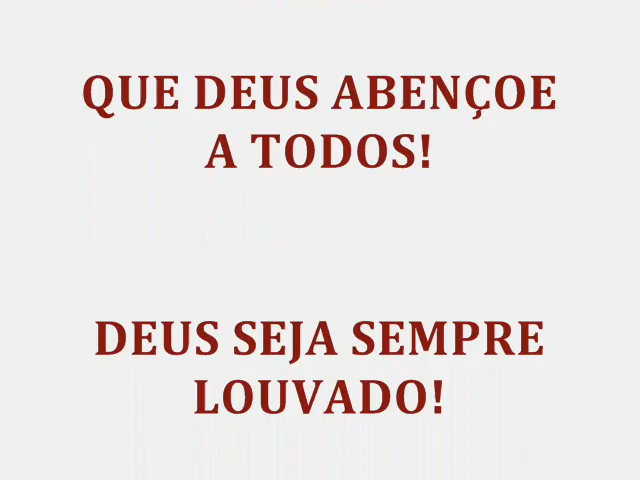 QUE DEUS ABENÇOE
A TODOS!
DEUS SEJA SEMPRE
LOUVADO!